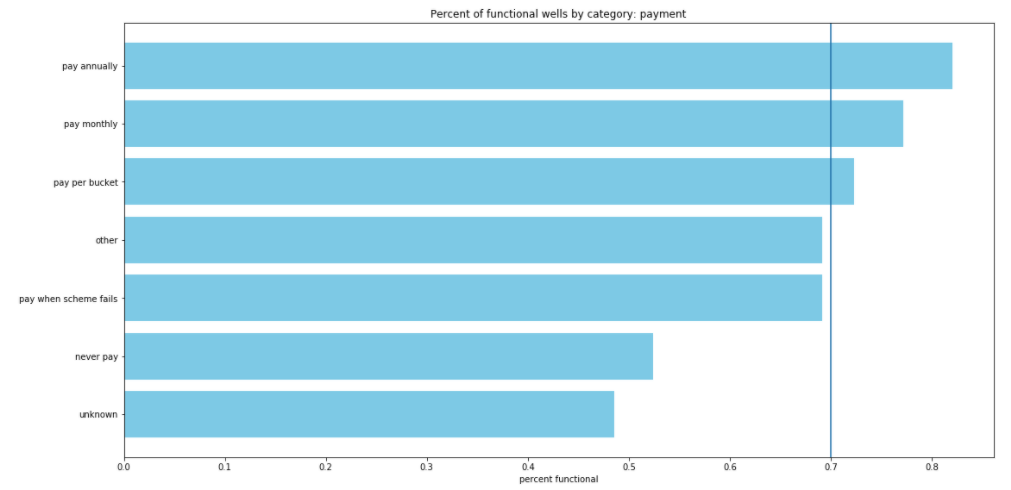 Percent of functional wells by category: payment
pay annually
pay monthly
pay per bucket
other
pay when scheme fails
never pay
unknown
0.0 0.1 0.2 0.3 0.4 0.5 0.6 0.7 0.8
percent functional